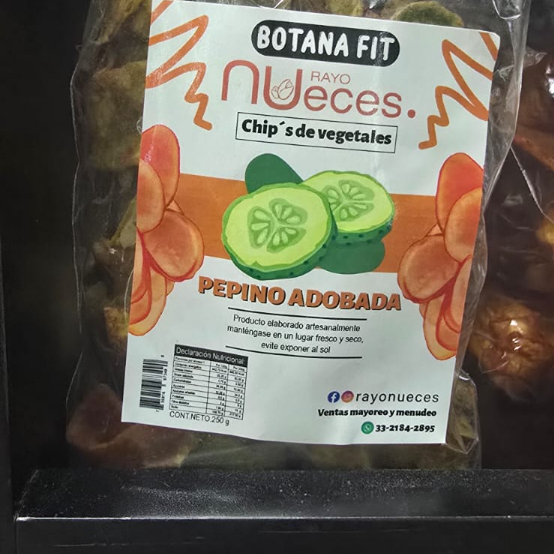 BOTANA FIT
RAYO
nueces.
Chip´s de vegetales
PEPINO ADOBADA
Producto elaborado artesanalmente
manténgase en un lugar fresco y seco,
evite exponer al sol
Declaración Nutricional
CONT.NETO.250 g
@rayonueces
Ventas mayoreo y menudeo
33-2184-2895